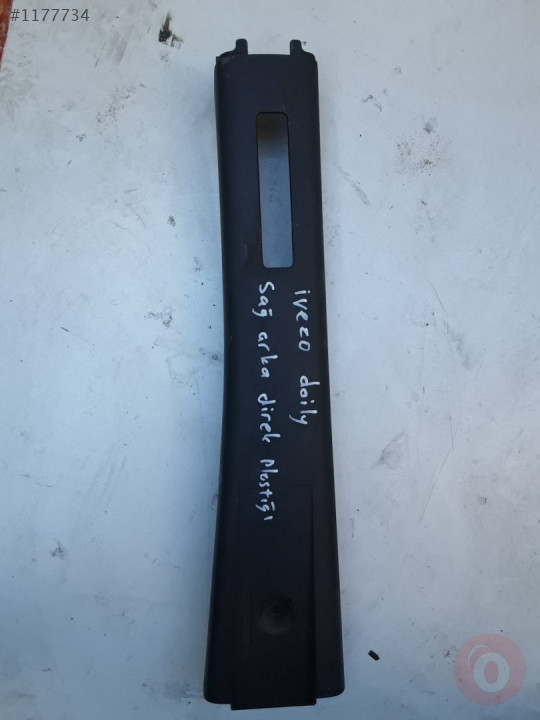 #1177734
iveco daily
Sağ arka direk plastiği